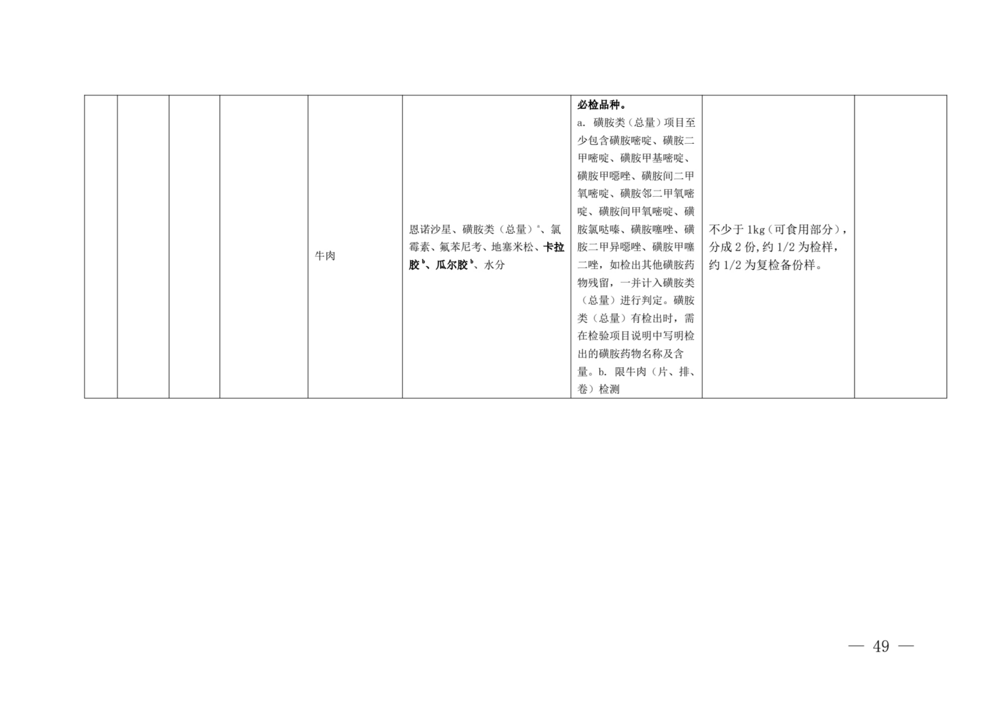 牛肉
恩诺沙星、磺胺类（总量）ᵃ、氯
霉素、氟苯尼考、地塞米松、卡拉
胶ᵇ、瓜尔胶ᵇ、水分
必检品种。
a. 磺胺类（总量）项目至
少包含磺胺嘧啶、磺胺二
甲嘧啶、磺胺甲基嘧啶、
磺胺甲噁唑、磺胺间二甲
氧嘧啶、磺胺邻二甲氧嘧
啶、磺胺间甲氧嘧啶、磺
胺氯哒嗪、磺胺噻唑、磺
胺二甲异噁唑、磺胺甲噻
二唑，如检出其他磺胺药
物残留，一并计入磺胺类
（总量）进行判定。磺胺
类（总量）有检出时，需
在检验项目说明中写明检
出的磺胺药物名称及含
量。b. 限牛肉（片、排、
卷）检测
不少于 1kg（可食用部分），
分成 2 份,约 1/2 为检样，
约 1/2 为复检备份样。
— 49 —